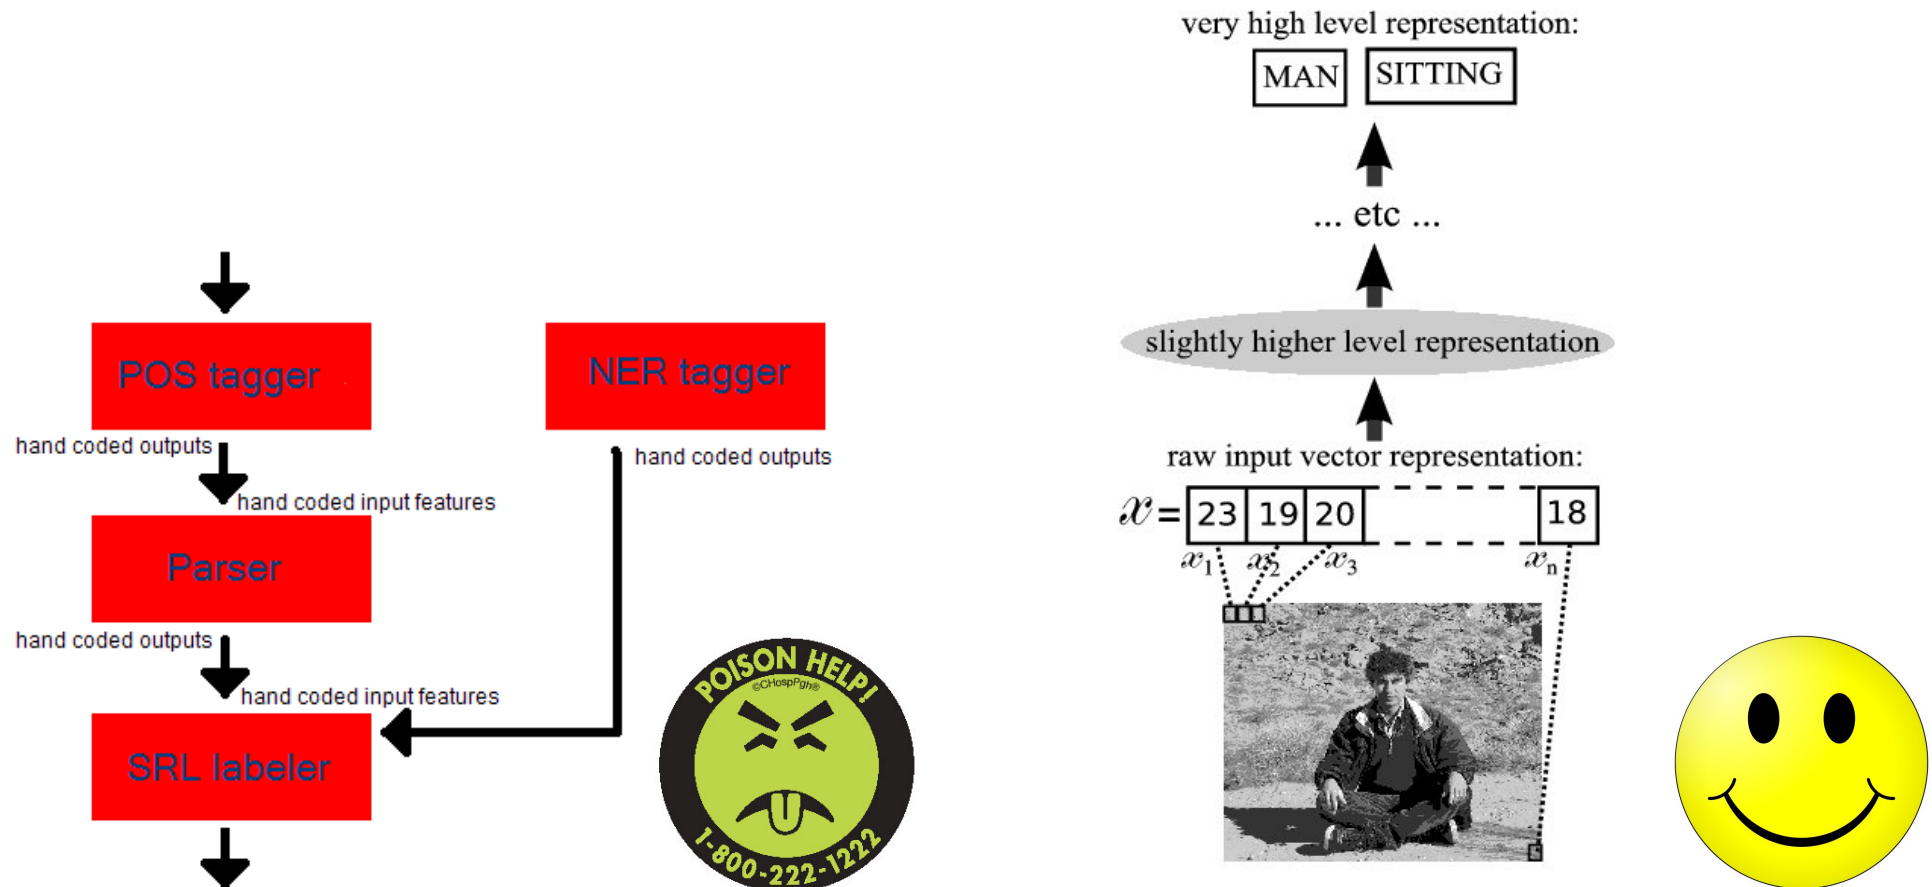 POS tagger
NER tagger
hand coded outputs
hand coded outputs
hand coded input features
Parser
hand coded outputs
hand coded input features
SRL labeler
POISON HELP!
©CHospPgh®
1-800-222-1222
very high level representation:
MAN SITTING
... etc ...
slightly higher level representation
raw input vector representation:
x = 23 19 20 18
x1 x2 x3 xn